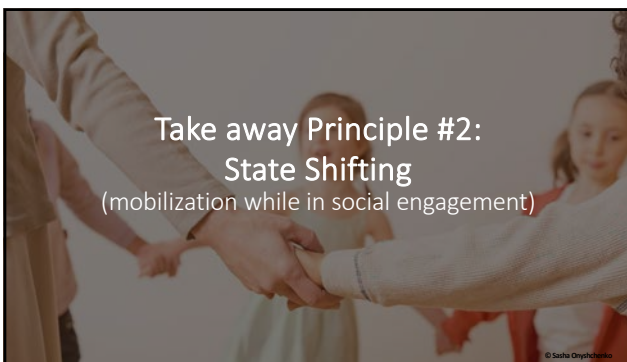 Take away Principle #2:
State Shifting
(mobilization while in social engagement)
© Sasha Onyshchenko